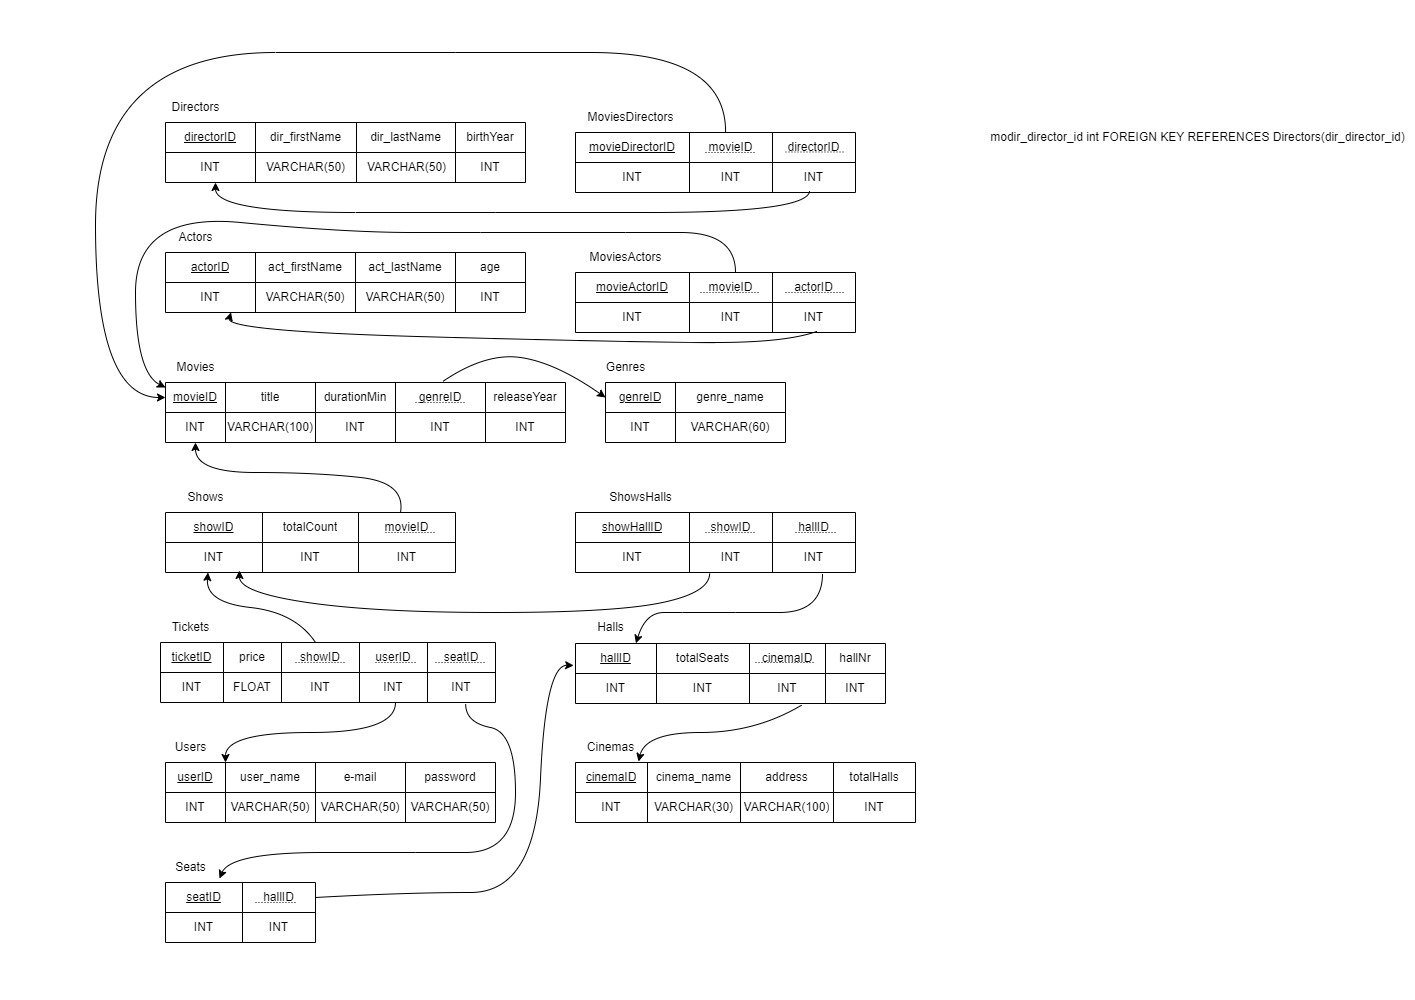 Directors
directorID dir_firstName dir_lastName birthYear
INT VARCHAR(50) VARCHAR(50) INT
MoviesDirectors
movieDirectorID movieID directorID
INT INT INT
modir_director_id int FOREIGN KEY REFERENCES Directors(dir_director_id)
Actors
actorID act_firstName act_lastName age
INT VARCHAR(50) VARCHAR(50) INT
MoviesActors
movieActorID movieID actorID
INT INT INT
Movies
movieID title durationMin genreID releaseYear
INT VARCHAR(100) INT INT INT
Genres
genreID genre_name
INT VARCHAR(60)
Shows
showID totalCount movieID
INT INT INT
ShowsHalls
showHallID showID hallID
INT INT INT
Tickets
ticketID price showID userID seatID
INT FLOAT INT INT INT
Halls
hallID totalSeats cinemaID hallNr
INT INT INT INT
Users
userID user_name e-mail password
INT VARCHAR(50) VARCHAR(50) VARCHAR(50)
Cinemas
cinemaID cinema_name address totalHalls
INT VARCHAR(30) VARCHAR(100) INT
Seats
seatID hallID
INT INT